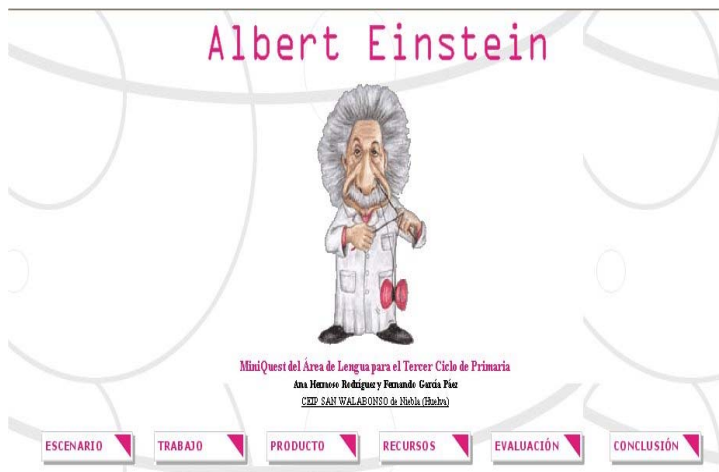 Albert Einstein
MiniQuest del Área de Lengua para el Tercer Ciclo de Primaria
Ana Hermoso Rodríguez y Fernando García Páez
CEIP SAN WALABONSO de Niebla (Huelva)
ESCENARIO TRABAJO PRODUCTO RECURSOS EVALUACIÓN CONCLUSIÓN